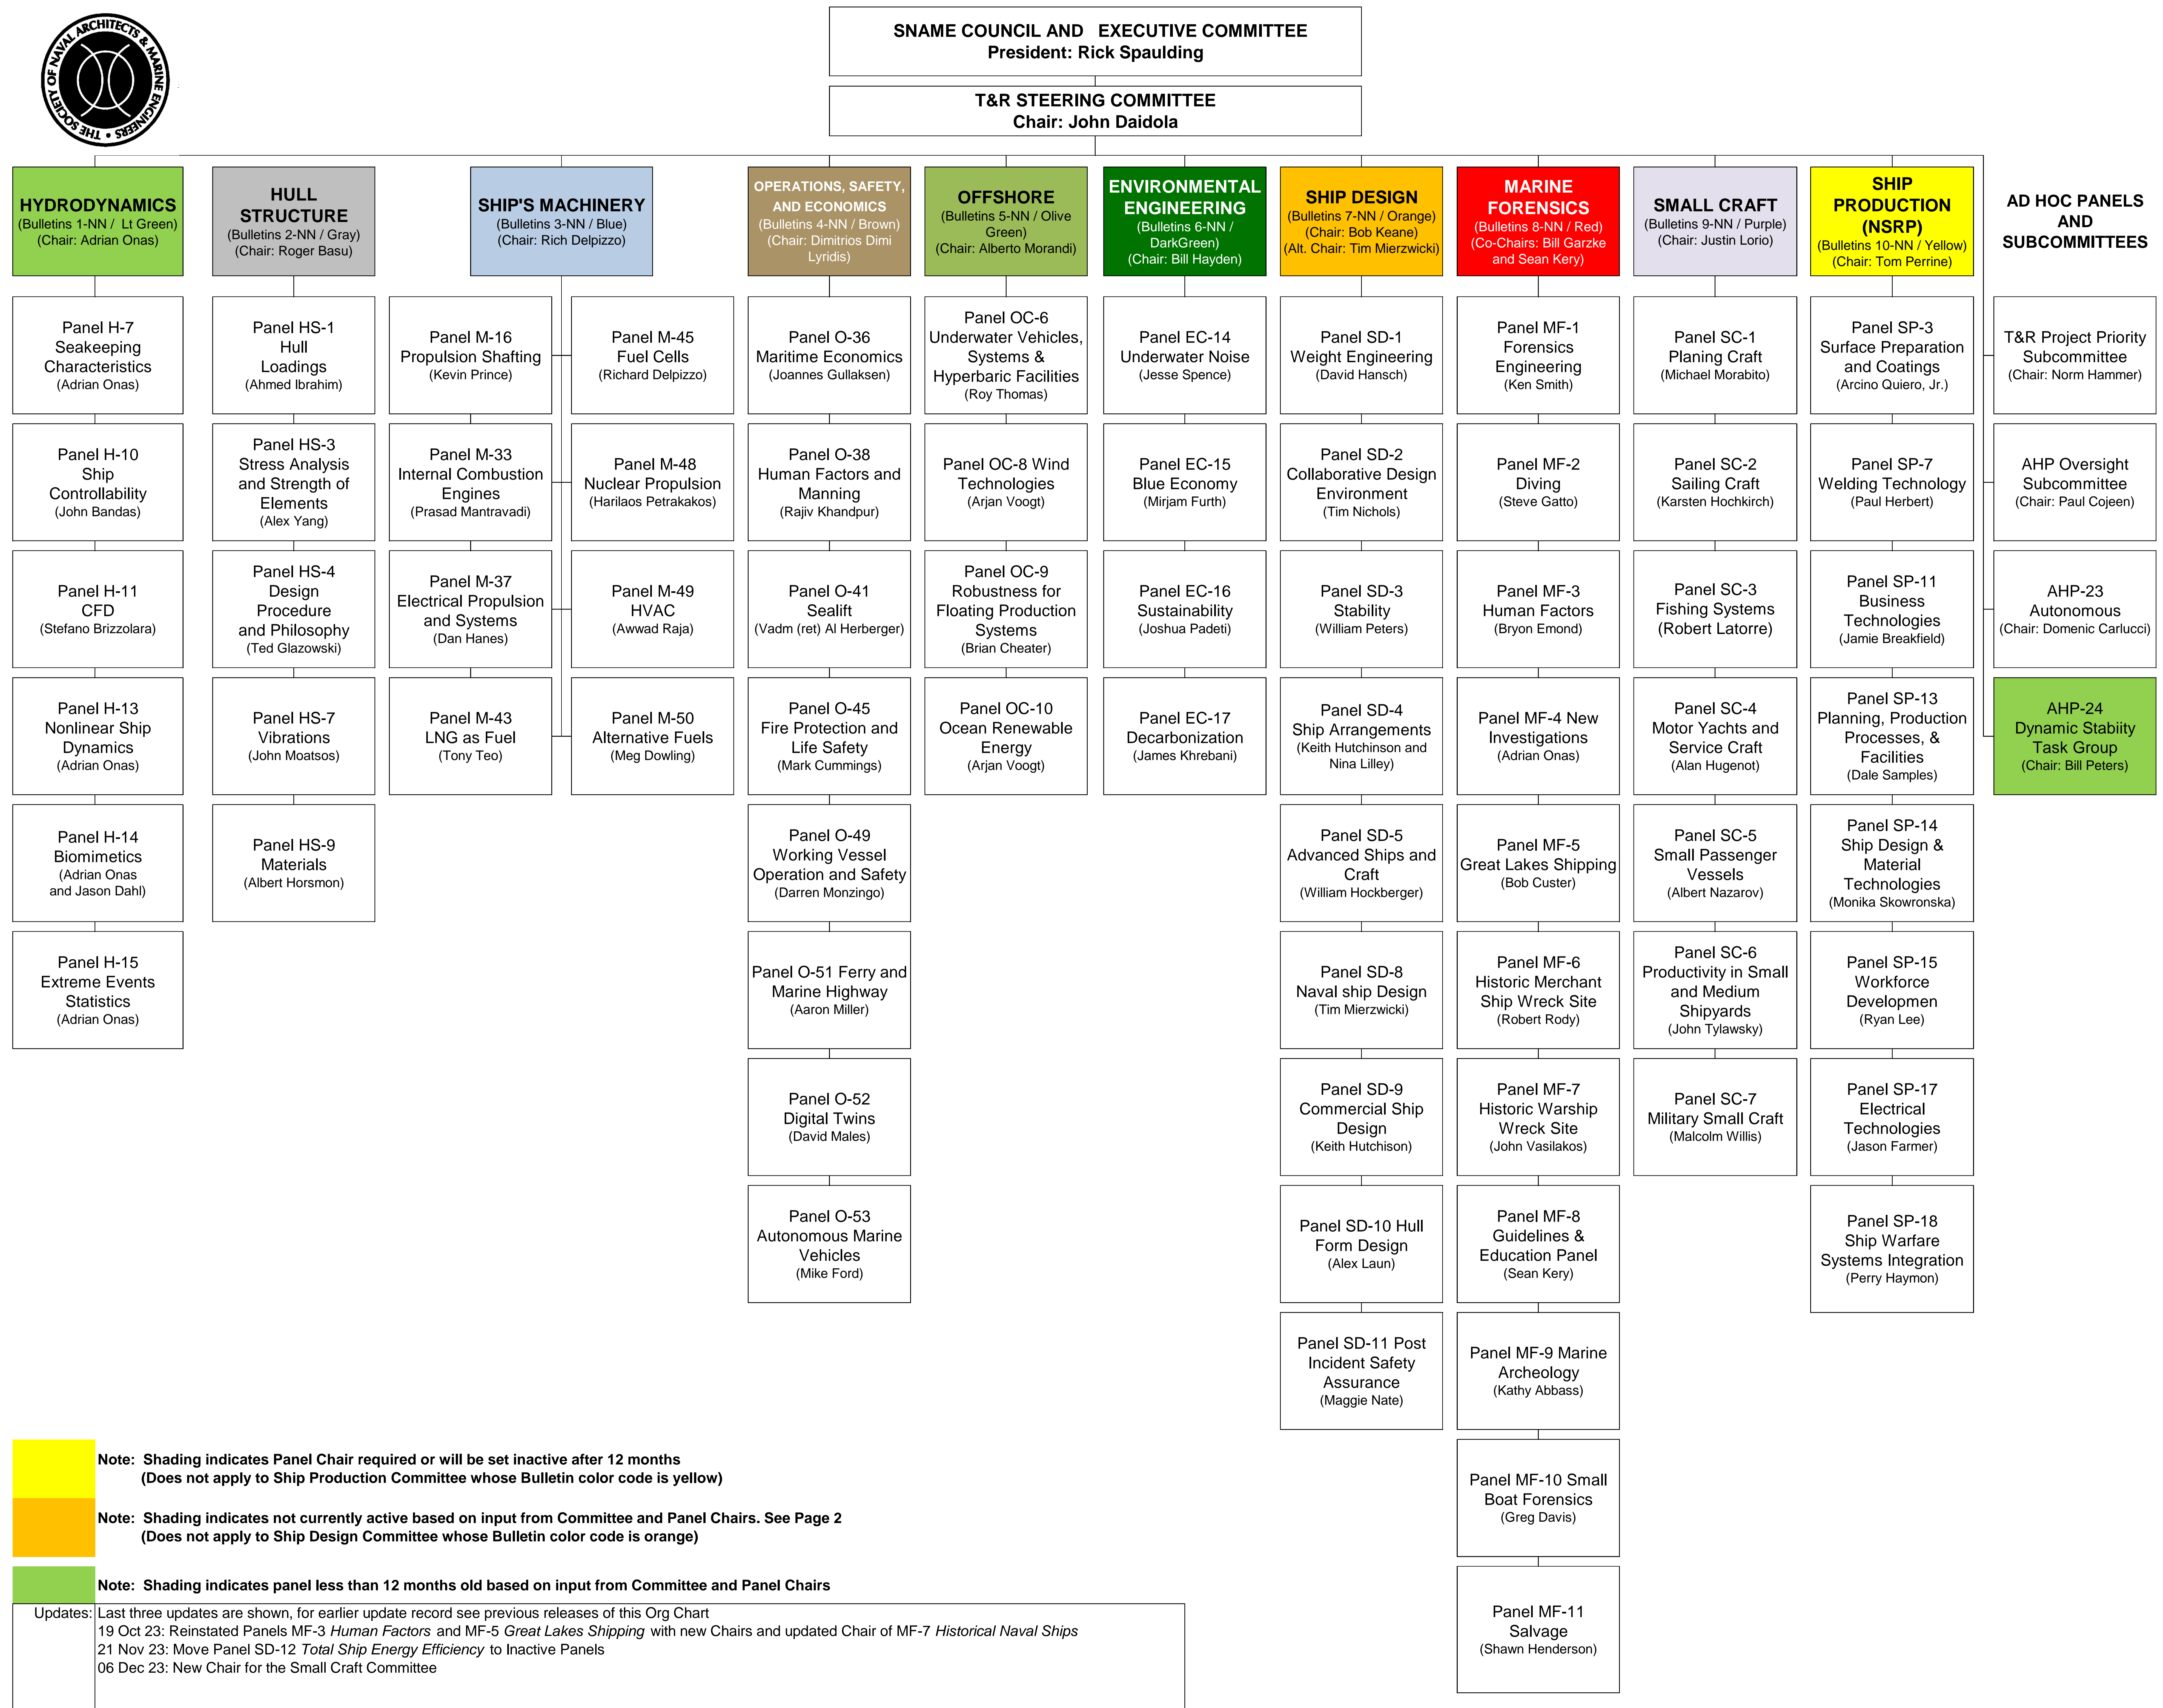 THE SOCIETY OF NAVAL ARCHITECTS & MARINE ENGINEERS •
SNAME COUNCIL AND EXECUTIVE COMMITTEE
President: Rick Spaulding
T&R STEERING COMMITTEE
Chair: John Daidola
HYDRODYNAMICS
(Bulletins 1-NN / Lt Green)
(Chair: Adrian Onas)
HULL
STRUCTURE
(Bulletins 2-NN / Gray)
(Chair: Roger Basu)
SHIP'S MACHINERY
(Bulletins 3-NN / Blue)
(Chair: Rich Delpizzo)
OPERATIONS, SAFETY,
AND ECONOMICS
(Bulletins 4-NN / Brown)
(Chair: Dimitrios Dimi
Lyridis)
OFFSHORE
(Bulletins 5-NN / Olive
Green)
(Chair: Alberto Morandi)
ENVIRONMENTAL
ENGINEERING
(Bulletins 6-NN /
DarkGreen)
(Chair: Bill Hayden)
SHIP DESIGN
(Bulletins 7-NN / Orange)
(Chair: Bob Keane)
(Alt. Chair: Tim Mierzwicki)
MARINE
FORENSICS
(Bulletins 8-NN / Red)
(Co-Chairs: Bill Garzke
and Sean Kery)
SMALL CRAFT
(Bulletins 9-NN / Purple)
(Chair: Justin Lorio)
SHIP
PRODUCTION
(NSRP)
(Bulletins 10-NN / Yellow)
(Chair: Tom Perrine)
AD HOC PANELS
AND
SUBCOMMITTEES
Panel H-7
Seakeeping
Characteristics
(Adrian Onas)
Panel HS-1
Hull
Loadings
(Ahmed Ibrahim)
Panel M-16
Propulsion Shafting
(Kevin Prince)
Panel M-45
Fuel Cells
(Richard Delpizzo)
Panel O-36
Maritime Economics
(Joannes Gullaksen)
Panel OC-6
Underwater Vehicles,
Systems &
Hyperbaric Facilities
(Roy Thomas)
Panel EC-14
Underwater Noise
(Jesse Spence)
Panel SD-1
Weight Engineering
(David Hansch)
Panel MF-1
Forensics
Engineering
(Ken Smith)
Panel SC-1
Planing Craft
(Michael Morabito)
Panel SP-3
Surface Preparation
and Coatings
(Arcino Quiero, Jr.)
T&R Project Priority
Subcommittee
(Chair: Norm Hammer)
Panel H-10
Ship
Controllability
(John Bandas)
Panel HS-3
Stress Analysis
and Strength of
Elements
(Alex Yang)
Panel M-33
Internal Combustion
Engines
(Prasad Mantravadi)
Panel M-48
Nuclear Propulsion
(Harilaos Petrakakos)
Panel O-38
Human Factors and
Manning
(Rajiv Khandpur)
Panel OC-8 Wind
Technologies
(Arjan Voogt)
Panel EC-15
Blue Economy
(Mirjam Furth)
Panel SD-2
Collaborative Design
Environment
(Tim Nichols)
Panel MF-2
Diving
(Steve Gatto)
Panel SC-2
Sailing Craft
(Karsten Hochkirch)
Panel SP-7
Welding Technology
(Paul Herbert)
AHP Oversight
Subcommittee
(Chair: Paul Cojeen)
Panel H-11
CFD
(Stefano Brizzolara)
Panel HS-4
Design
Procedure
and Philosophy
(Ted Glazowski)
Panel M-37
Electrical Propulsion
and Systems
(Dan Hanes)
Panel M-49
HVAC
(Awwad Raja)
Panel O-41
Sealift
(Vadm (ret) Al Herberger)
Panel OC-9
Robustness for
Floating Production
Systems
(Brian Cheater)
Panel EC-16
Sustainability
(Joshua Padeti)
Panel SD-3
Stability
(William Peters)
Panel MF-3
Human Factors
(Bryon Emond)
Panel SC-3
Fishing Systems
(Robert Latorre)
Panel SP-11
Business
Technologies
(Jamie Breakfield)
AHP-23
Autonomous
(Chair: Domenic Carlucci)
Panel H-13
Nonlinear Ship
Dynamics
(Adrian Onas)
Panel HS-7
Vibrations
(John Moatsos)
Panel M-43
LNG as Fuel
(Tony Teo)
Panel M-50
Alternative Fuels
(Meg Dowling)
Panel O-45
Fire Protection and
Life Safety
(Mark Cummings)
Panel OC-10
Ocean Renewable
Energy
(Arjan Voogt)
Panel EC-17
Decarbonization
(James Khrebani)
Panel SD-4
Ship Arrangements
(Keith Hutchinson and
Nina Lilley)
Panel MF-4 New
Investigations
(Adrian Onas)
Panel SC-4
Motor Yachts and
Service Craft
(Alan Hugenot)
Panel SP-13
Planning, Production
Processes, &
Facilities
(Dale Samples)
AHP-24
Dynamic Stabiity
Task Group
(Chair: Bill Peters)
Panel H-14
Biomimetics
(Adrian Onas
and Jason Dahl)
Panel HS-9
Materials
(Albert Horsmon)
Panel O-49
Working Vessel
Operation and Safety
(Darren Monzingo)
Panel SD-5
Advanced Ships and
Craft
(William Hockberger)
Panel MF-5
Great Lakes Shipping
(Bob Custer)
Panel SC-5
Small Passenger
Vessels
(Albert Nazarov)
Panel SP-14
Ship Design &
Material
Technologies
(Monika Skowronska)
Panel H-15
Extreme Events
Statistics
(Adrian Onas)
Panel O-51 Ferry and
Marine Highway
(Aaron Miller)
Panel SD-8
Naval ship Design
(Tim Mierzwicki)
Panel MF-6
Historic Merchant
Ship Wreck Site
(Robert Rody)
Panel SC-6
Productivity in Small
and Medium
Shipyards
(John Tylawsky)
Panel SP-15
Workforce
Developmen
(Ryan Lee)
Panel O-52
Digital Twins
(David Males)
Panel SD-9
Commercial Ship
Design
(Keith Hutchison)
Panel MF-7
Historic Warship
Wreck Site
(John Vasilakos)
Panel SC-7
Military Small Craft
(Malcolm Willis)
Panel SP-17
Electrical
Technologies
(Jason Farmer)
Panel O-53
Autonomous Marine
Vehicles
(Mike Ford)
Panel SD-10 Hull
Form Design
(Alex Laun)
Panel MF-8
Guidelines &
Education Panel
(Sean Kery)
Panel SP-18
Ship Warfare
Systems Integration
(Perry Haymon)
Panel SD-11 Post
Incident Safety
Assurance
(Maggie Nate)
Panel MF-9 Marine
Archeology
(Kathy Abbass)
Panel MF-10 Small
Boat Forensics
(Greg Davis)
Panel MF-11
Salvage
(Shawn Henderson)
Note: Shading indicates Panel Chair required or will be set inactive after 12 months
(Does not apply to Ship Production Committee whose Bulletin color code is yellow)
Note: Shading indicates not currently active based on input from Committee and Panel Chairs. See Page 2
(Does not apply to Ship Design Committee whose Bulletin color code is orange)
Note: Shading indicates panel less than 12 months old based on input from Committee and Panel Chairs
Updates: Last three updates are shown, for earlier update record see previous releases of this Org Chart
19 Oct 23: Reinstated Panels MF-3 Human Factors and MF-5 Great Lakes Shipping with new Chairs and updated Chair of MF-7 Historical Naval Ships
21 Nov 23: Move Panel SD-12 Total Ship Energy Efficiency to Inactive Panels
06 Dec 23: New Chair for the Small Craft Committee